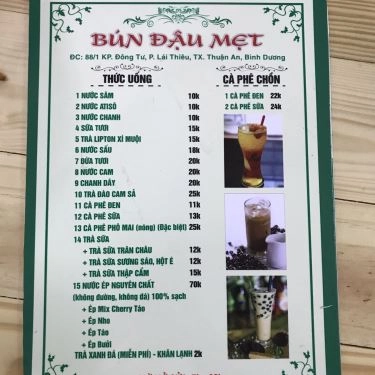 BÚN ĐẬU MẸT
ĐC: 88/1 KP. Đông Tư, P. Lái Thiêu, TX. Thuận An, Bình Dương
THỨC UỐNG
1 NƯỚC SÂM 10k
2 NƯỚC ATISÔ 10k
3 NƯỚC CHANH 10k
4 SỮA TƯƠI 15k
5 TRÀ LIPTON XÍ MUỘI 15k
6 NƯỚC SẤU 18k
7 DỪA TƯƠI 20k
8 NƯỚC CAM 20k
9 CHANH DÂY 20k
10 TRÀ ĐÀO CAM SẢ 25k
11 CÀ PHÊ ĐEN 11k
12 CÀ PHÊ SỮA 13k
13 CÀ PHÊ PHÔ MAI (nóng) (Đặc biệt) 25k
14 TRÀ SỮA
+ TRÀ SỮA TRÂN CHÂU 12k
+ TRÀ SỮA SƯƠNG SÁO, HỘT É 12k
+ TRÀ SỮA THẬP CẨM 15k
15 NƯỚC ÉP NGUYÊN CHẤT 70k
(không đường, không đá) 100% sạch
+ Ép Mix Cherry Táo
+ Ép Nho
+ Ép Táo
+ Ép Bưởi
TRÀ XANH ĐÁ (MIỄN PHÍ) - KHĂN LẠNH 2k
CÀ PHÊ CHỒN
1 CÀ PHÊ ĐEN 22k
2 CÀ PHÊ SỮA 24k